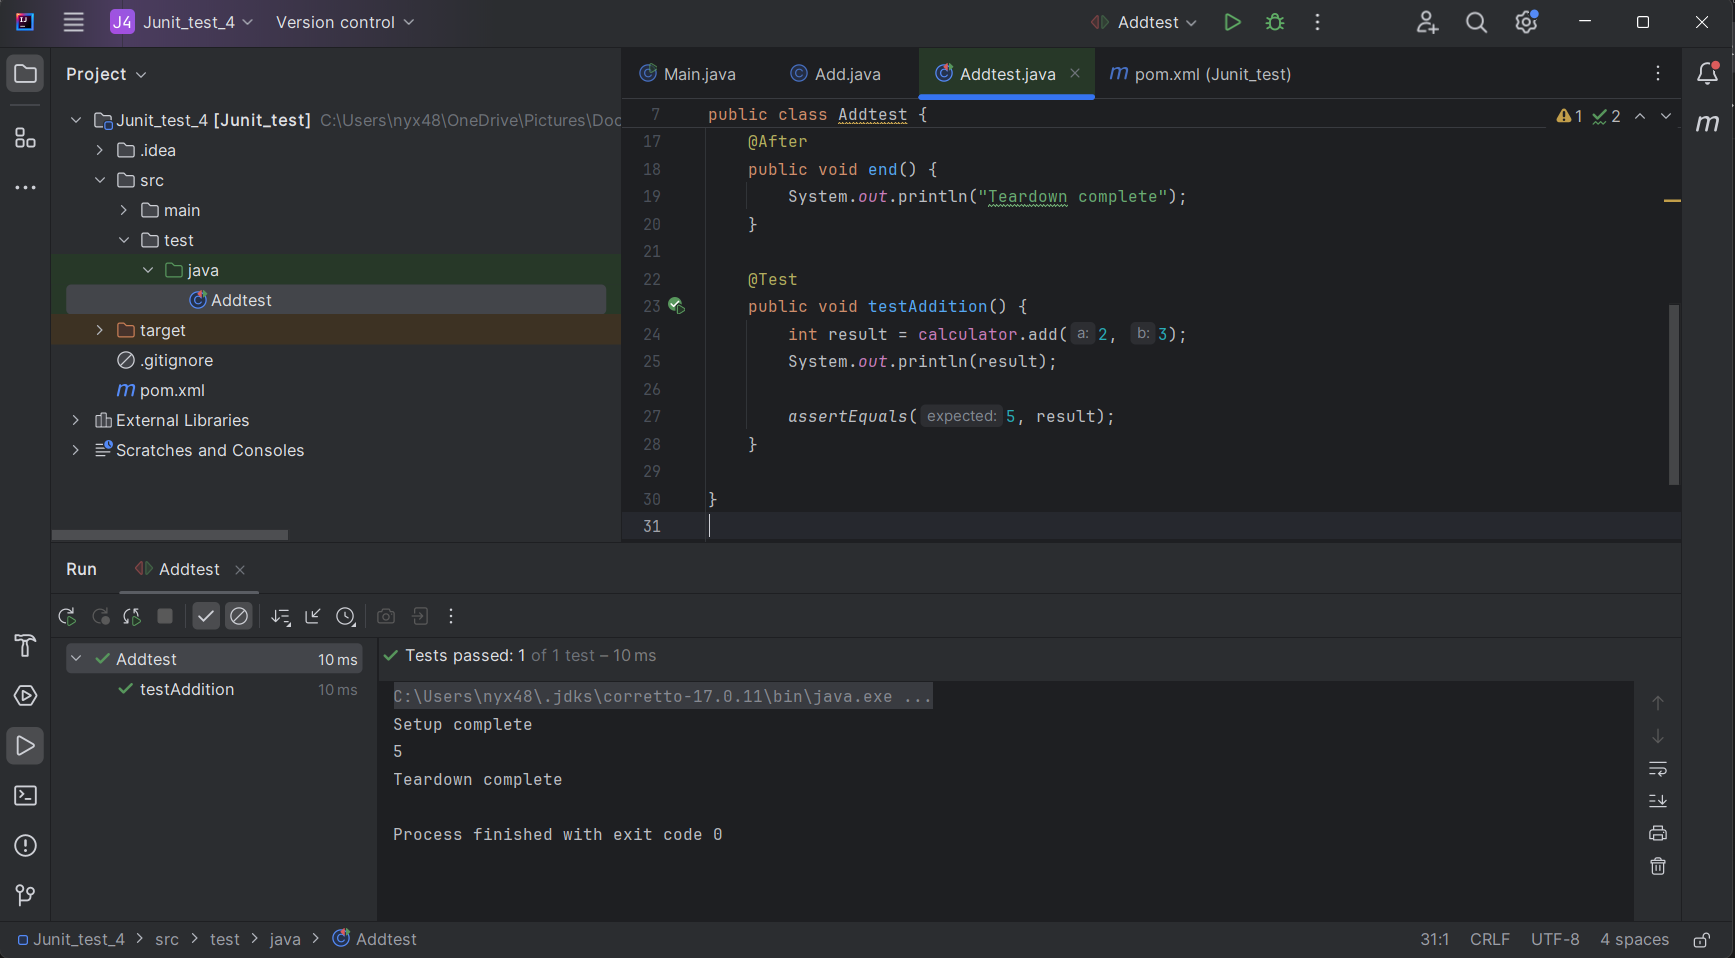 J4 Junit_test_4 Version control Addtest
Project
Main.java Add.java Addtest.java pom.xml (Junit_test)
Junit_test_4 [Junit_test] C:\Users\nyx48\OneDrive\Pictures\Doc
.idea
src
main
test
java
Addtest
target
.gitignore
pom.xml
External Libraries
Scratches and Consoles
7 public class Addtest {
1 2
17 @After
18 public void end() {
19 System.out.println("Teardown complete");
20 }
21
22 @Test
23 public void testAddition() {
24 int result = calculator.add( a: 2, b: 3);
25 System.out.println(result);
26
27 assertEquals( expected: 5, result);
28 }
29
30 }
31
Run Addtest
Addtest 10 ms
testAddition 10 ms
Tests passed: 1 of 1 test – 10 ms
C:\Users\nyx48\.jdks\corretto-17.0.11\bin\java.exe ...
Setup complete
5
Teardown complete
Process finished with exit code 0
Junit_test_4 > src > test > java > Addtest
31:1 CRLF UTF-8 4 spaces